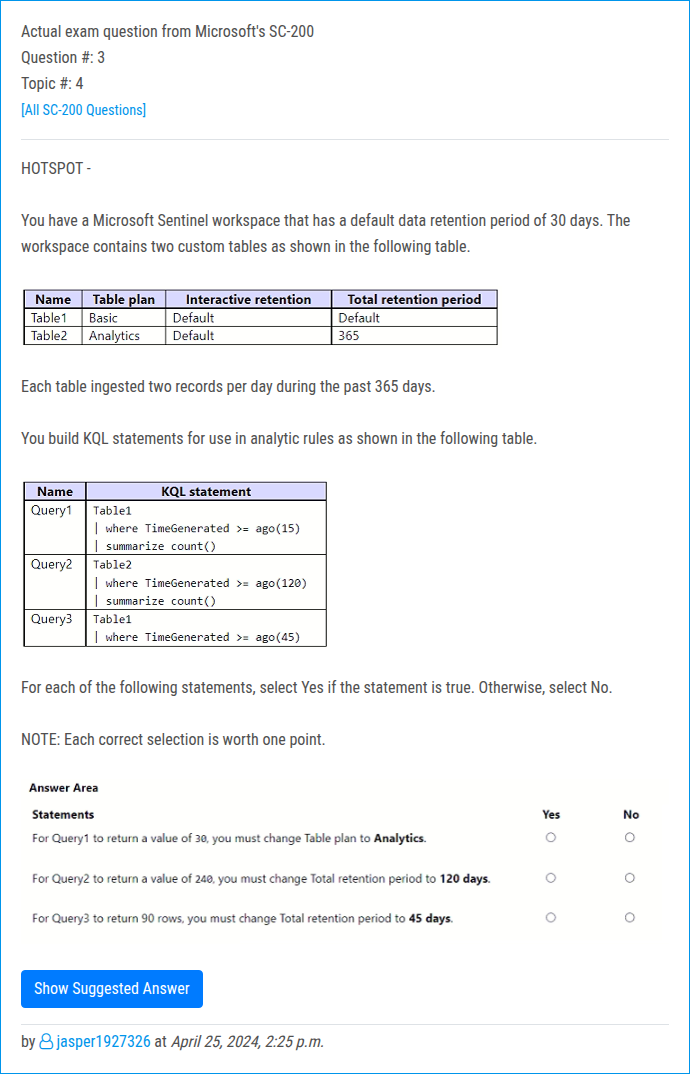 Actual exam question from Microsoft's SC-200
Question #: 3
Topic #: 4
[All SC-200 Questions]
HOTSPOT -
You have a Microsoft Sentinel workspace that has a default data retention period of 30 days. The
workspace contains two custom tables as shown in the following table.
Name Table plan Interactive retention Total retention period
Table1 Basic Default Default
Table2 Analytics Default 365
Each table ingested two records per day during the past 365 days.
You build KQL statements for use in analytic rules as shown in the following table.
Name KQL statement
Query1 Table1
| where TimeGenerated >= ago(15)
| summarize count()
Query2 Table2
| where TimeGenerated >= ago(120)
| summarize count()
Query3 Table1
| where TimeGenerated >= ago(45)
For each of the following statements, select Yes if the statement is true. Otherwise, select No.
NOTE: Each correct selection is worth one point.
Answer Area
Statements Yes No
For Query1 to return a value of 30, you must change Table plan to Analytics.
For Query2 to return a value of 240, you must change Total retention period to 120 days.
For Query3 to return 90 rows, you must change Total retention period to 45 days.
Show Suggested Answer
by jasper1927326 at April 25, 2024, 2:25 p.m.